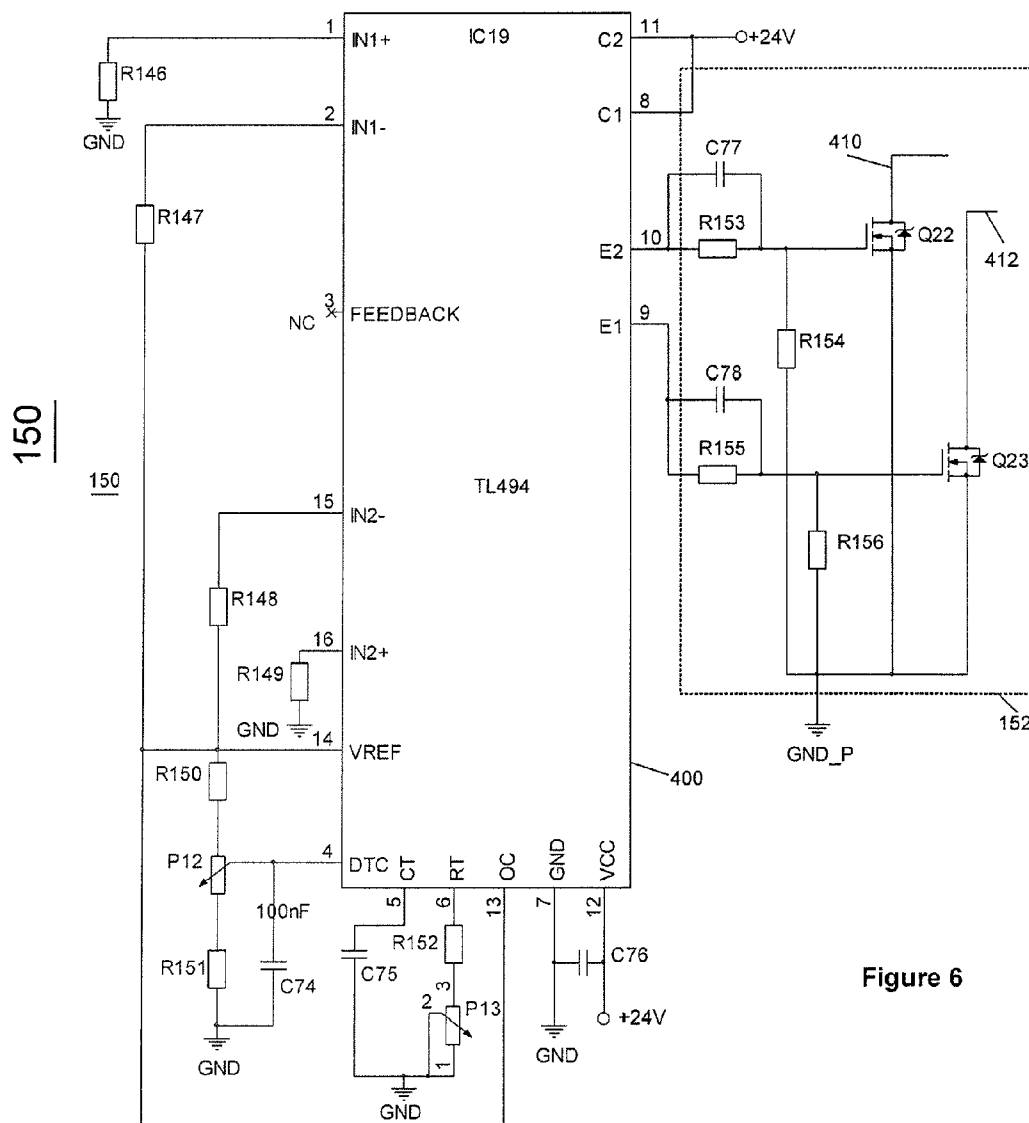 1
IN1+
IC19
C2
11
+24V
R146
GND
2
IN1-
C1
8
C77
410
R147
R153
E2
10
Q22
412
3
NC
FEEDBACK
E1
9
R154
C78
150
150
R155
Q23
TL494
15
IN2-
R156
R148
16
IN2+
R149
GND
152
14
VREF
GND_P
R150
400
P12
4
DTC
CT
RT
OC
GND
VCC
100nF
5
6
13
7
12
R151
C74
C75
R152
C76
3
2
P13
1
Figure 6
+24V
GND
GND
GND